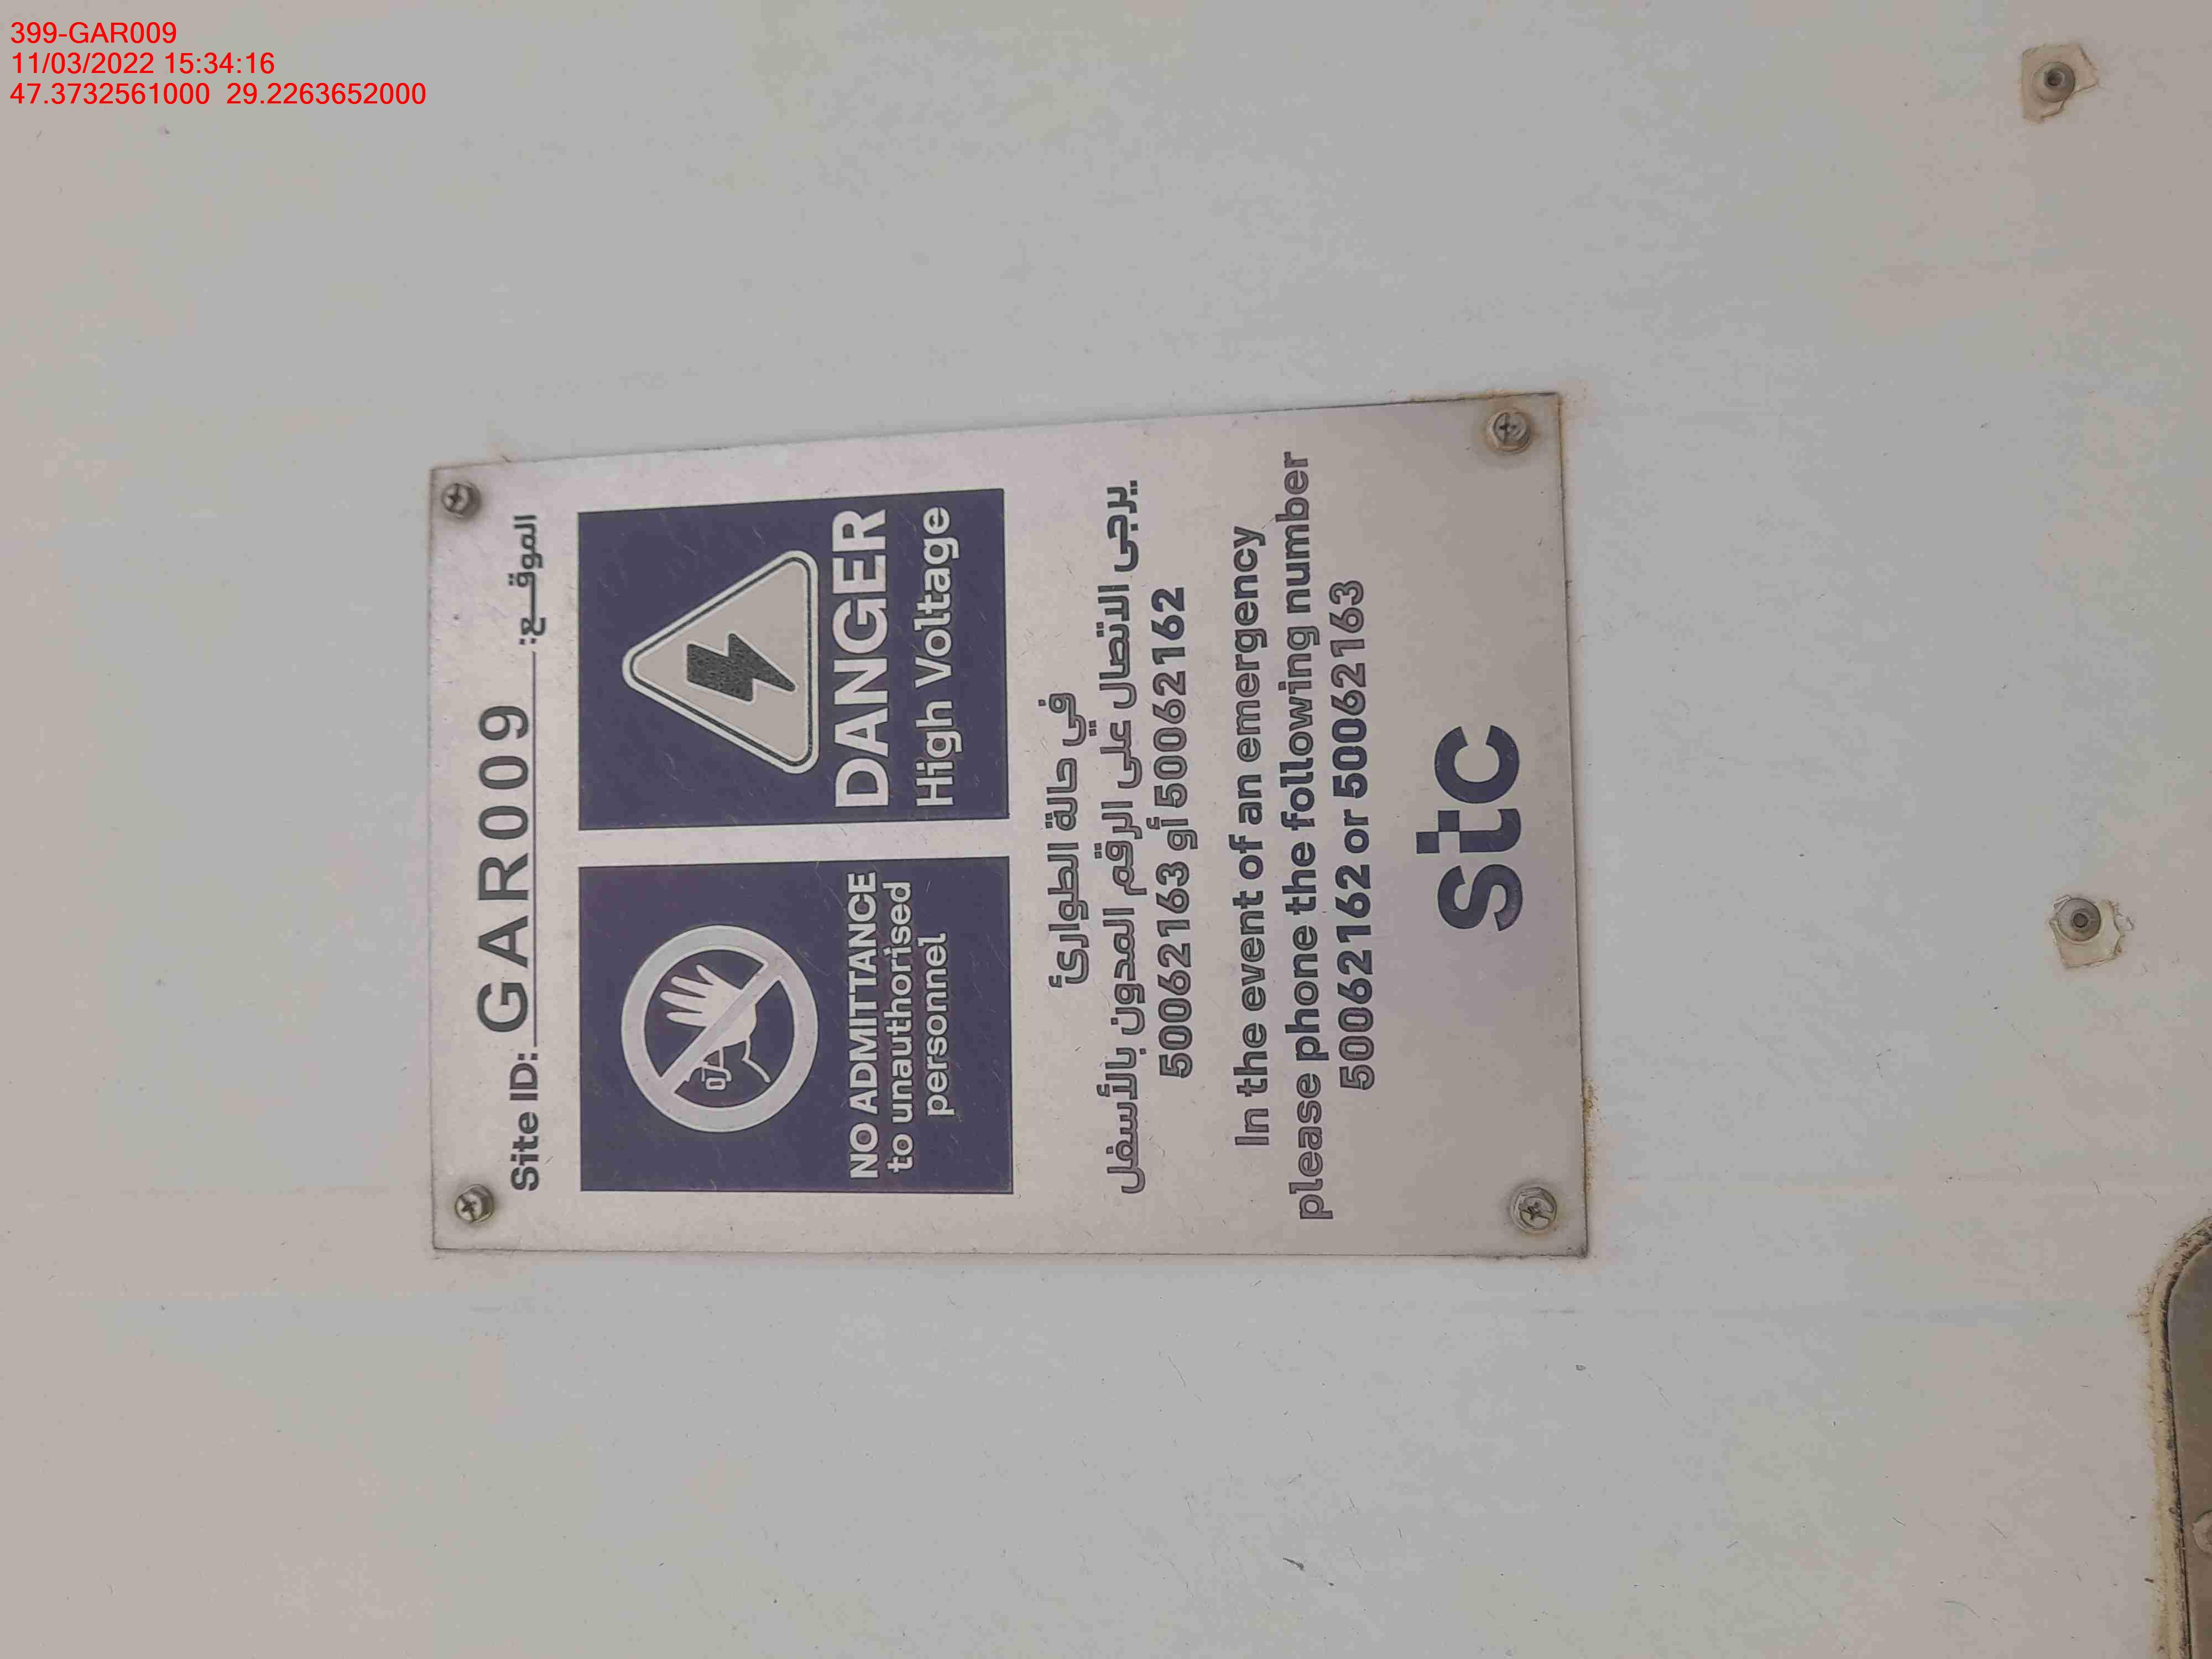 399-GAR009
11/03/2022 15:34:16
47.3732561000 29.2263652000
Site ID: GAR009 الموقــع:
NO ADMITTANCE
to unauthorised
personnel
DANGER
High Voltage
في حالة الطوارئ
يرجى الاتصال على الرقم المدون بالأسفل
50062163 أو 50062162
In the event of an emergency
please phone the following number
50062162 or 50062163
stc